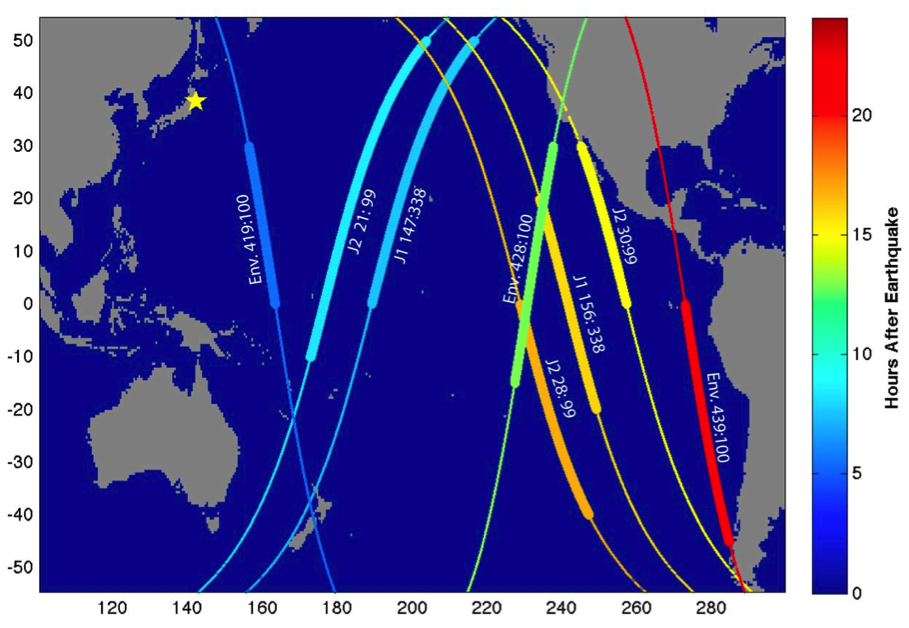 50
40
30
20
10
0
-10
-20
-30
-40
-50
120 140 160 180 200 220 240 260 280
Env. 419:100
J2 21: 99
J1 147:338
Env. 428:100
J2 28: 99
J1 156:338
J2 30:99
Env. 439:100
20
15
10
5
0
Hours After Earthquake